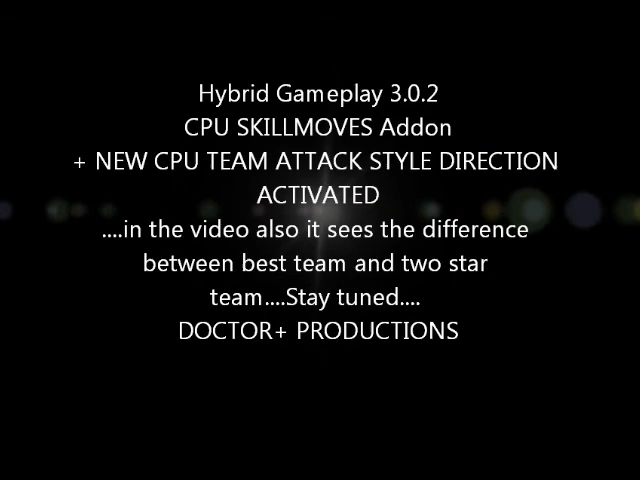 Hybrid Gameplay 3.0.2
CPU SKILLMOVES Addon
+ NEW CPU TEAM ATTACK STYLE DIRECTION
ACTIVATED
....in the video also it sees the difference
between best team and two star
team....Stay tuned....
DOCTOR+ PRODUCTIONS